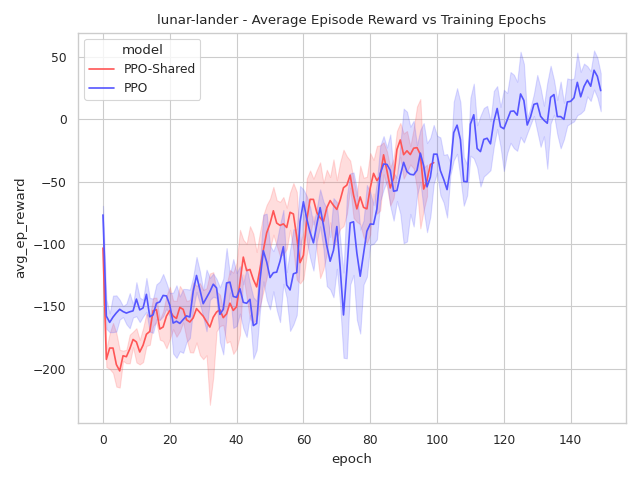 lunar-lander - Average Episode Reward vs Training Epochs
model
PPO-Shared
PPO
avg_ep_reward
50
0
−50
−100
−150
−200
0 20 40 60 80 100 120 140
epoch